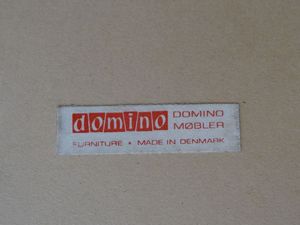 domino DOMINO
MØBLER
FURNITURE • MADE IN DENMARK